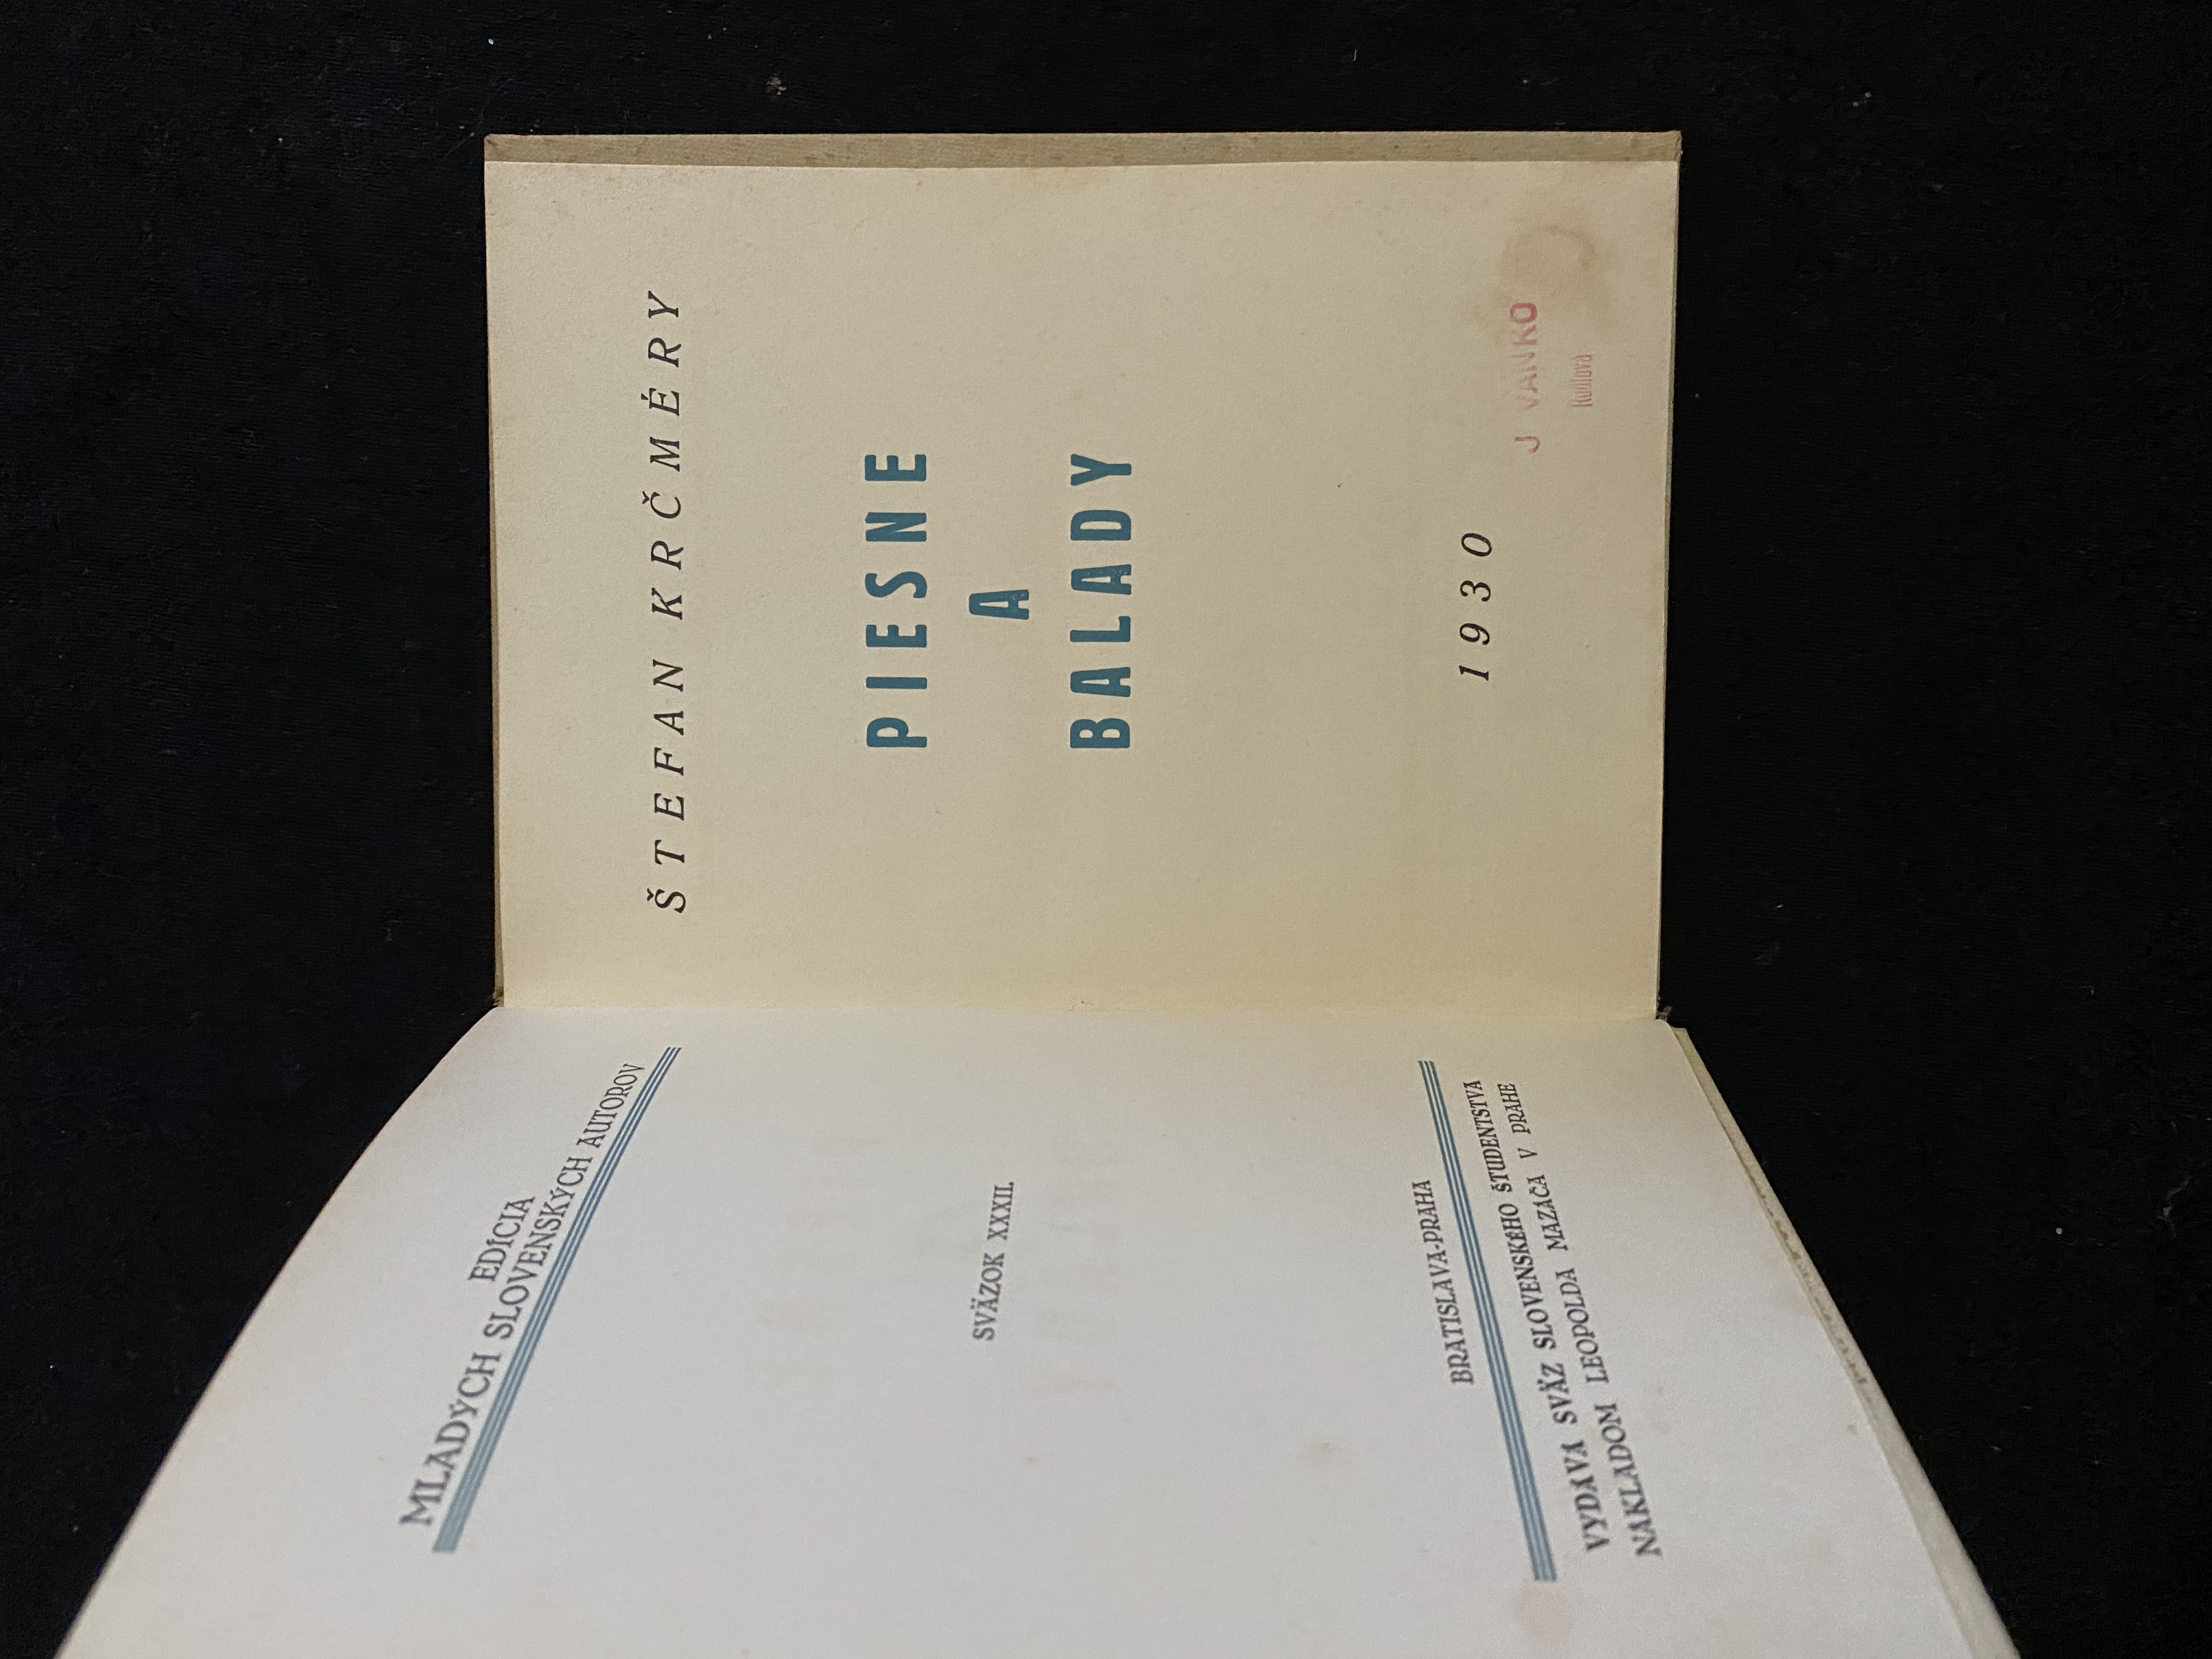 EDÍCIA
MLADÝCH SLOVENSKÝCH AUTOROV
SVÄZOK XXXII.
BRATISLAVA-PRAHA
VYDÁVA SVÄZ SLOVENSKÉHO ŠTUDENTSTVA
NÁKLADOM LEOPOLDA MAZÁČA V PRAHE
ŠTEFAN KRČMÉRY
PIESNE
A
BALADY
1930
J VANKO